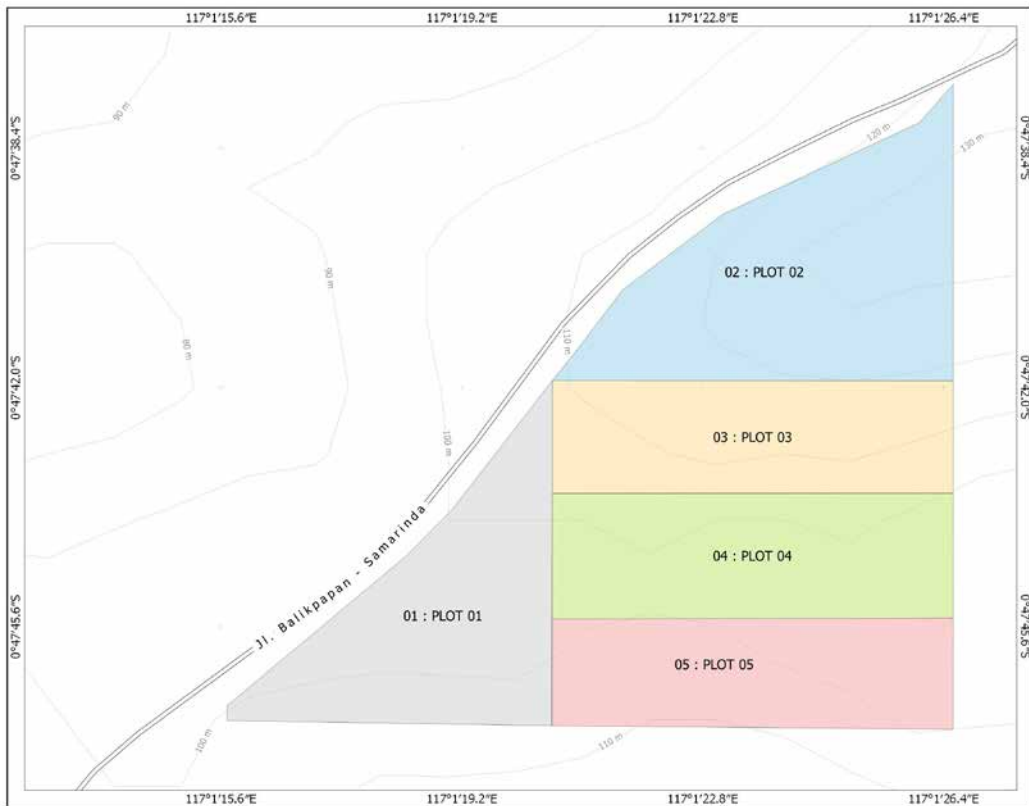 117°1'15.6"E 117°1'19.2"E 117°1'22.8"E 117°1'26.4"E
90 m
0°47'38.4"S
120 m
130 m
0°47'38.4"S
90 m
02 : PLOT 02
80 m
110 m
0°47'42.0"S
0°47'42.0"S
100 m
03 : PLOT 03
Jl. Balikpapan - Samarinda
04 : PLOT 04
0°47'45.6"S
01 : PLOT 01
0°47'45.6"S
05 : PLOT 05
100 m
110 m
117°1'15.6"E 117°1'19.2"E 117°1'22.8"E 117°1'26.4"E